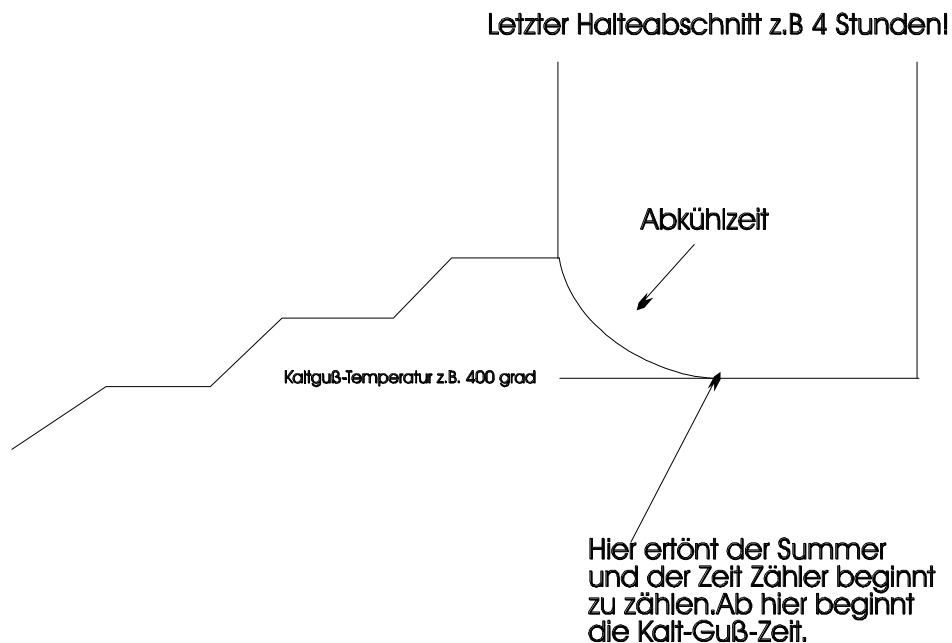 Letzter Halteabschnitt z.B 4 Stunden!
Abkühlzeit
Kaltguß-Temperatur z.B. 400 grad
Hier ertönt der Summer
und der Zeit Zähler beginnt
zu zählen.Ab hier beginnt
die Kalt-Guß-Zeit.